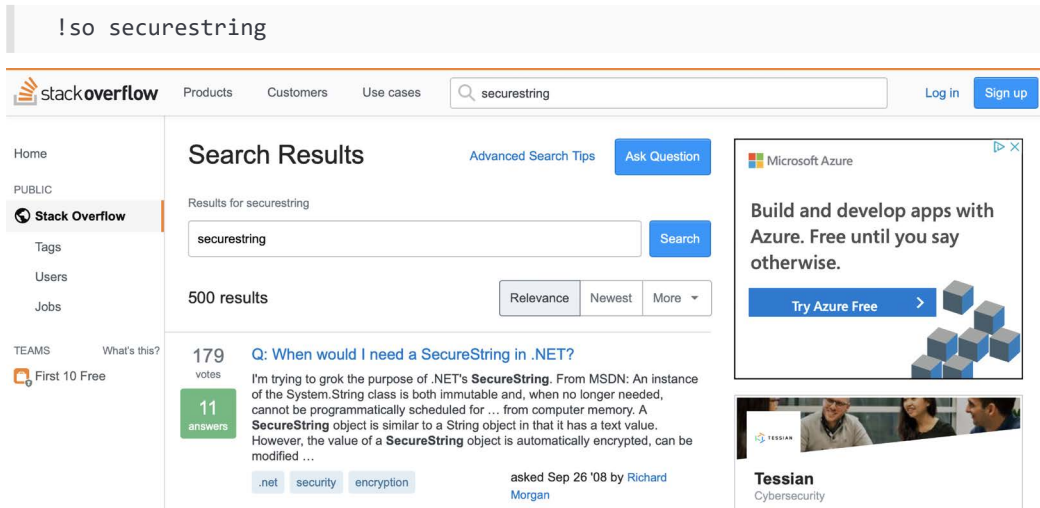 !so securestring
stackoverflow
Products Customers Use cases
securestring
Log in Sign up
Home
PUBLIC
Stack Overflow
Tags
Users
Jobs
TEAMS What's this?
First 10 Free
Search Results
Advanced Search Tips
Ask Question
Results for securestring
securestring
Search
500 results
Relevance Newest More
179
votes
11
answers
Q: When would I need a SecureString in .NET?
I'm trying to grok the purpose of .NET's SecureString. From MSDN: An instance
of the System.String class is both immutable and, when no longer needed,
cannot be programmatically scheduled for … from computer memory. A
SecureString object is similar to a String object in that it has a text value.
However, the value of a SecureString object is automatically encrypted, can be
modified …
.net security encryption
asked Sep 26 '08 by Richard
Morgan
Microsoft Azure
Build and develop apps with
Azure. Free until you say
otherwise.
Try Azure Free
TESSIAN
Tessian
Cybersecurity